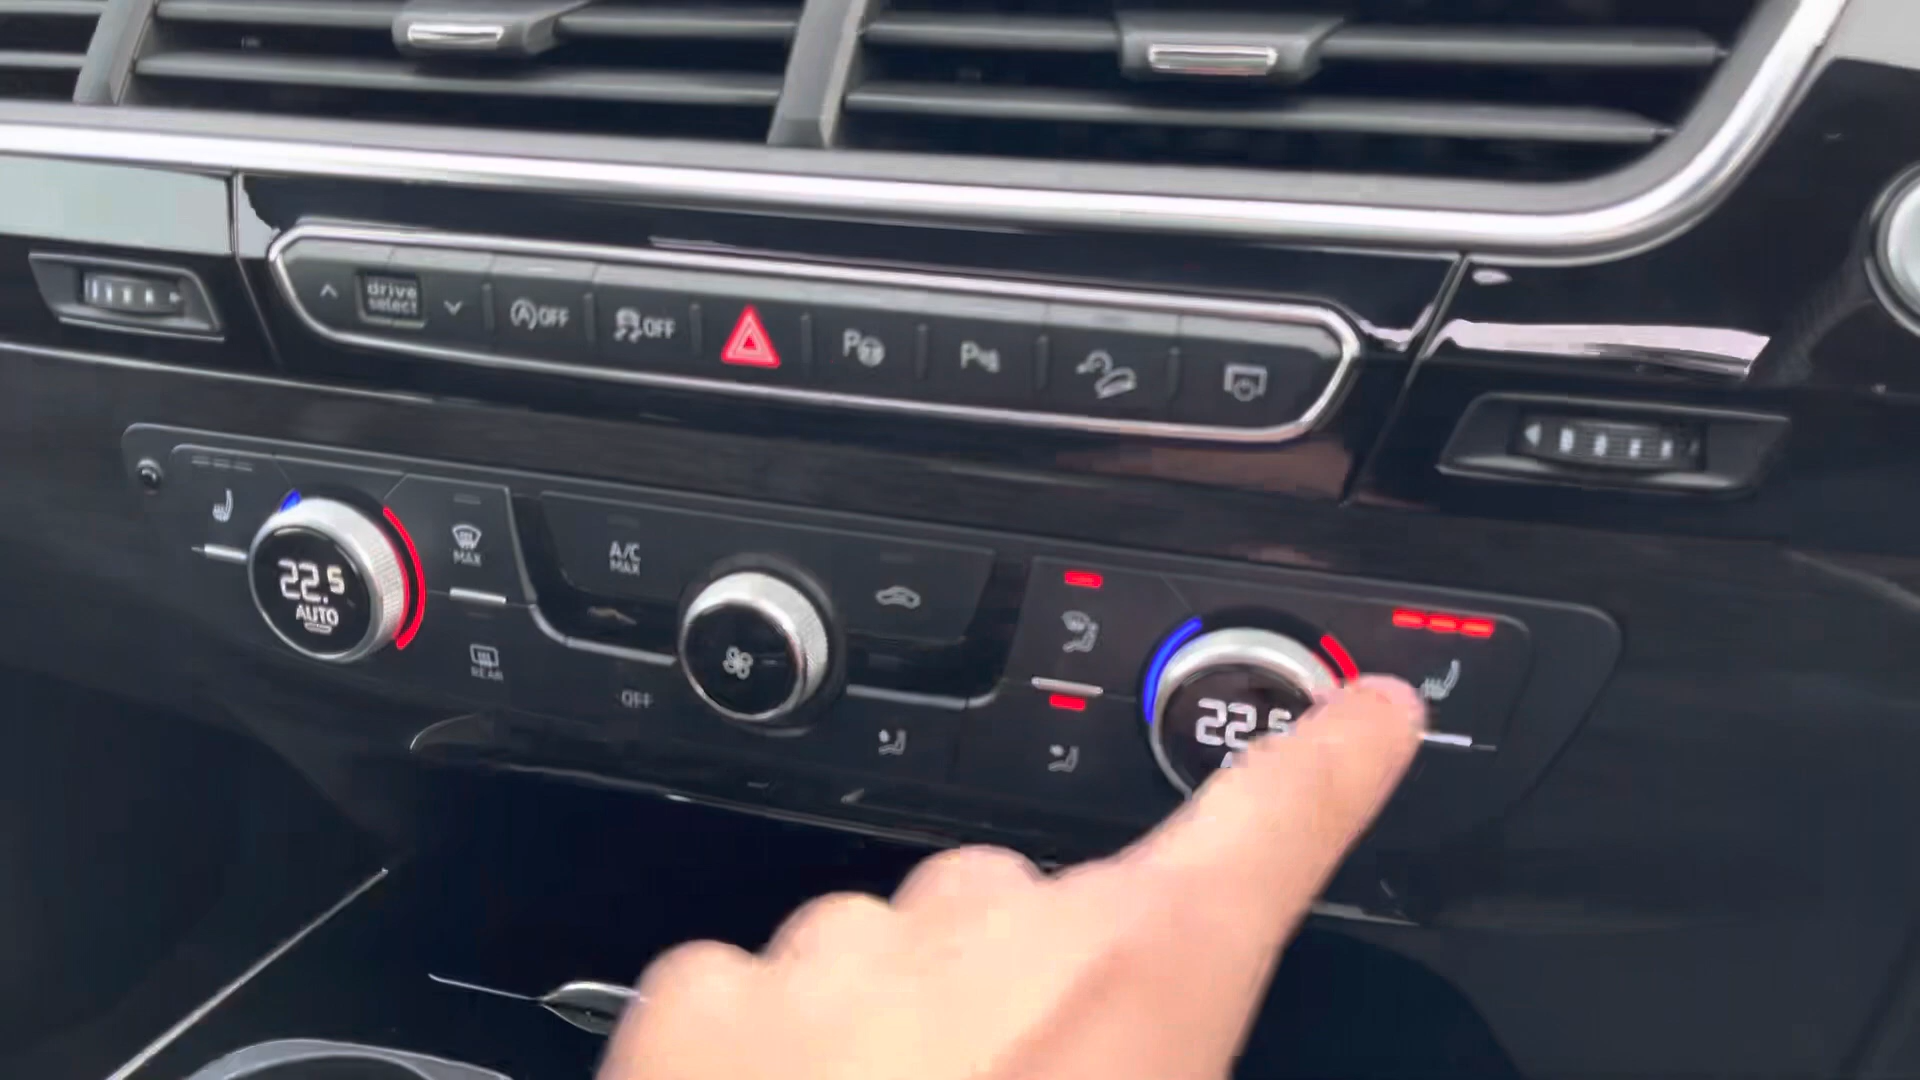 drive
select
OFF
OFF
P
P
22.5
AUTO
MAX
REAR
A/C
MAX
OFF
22.5